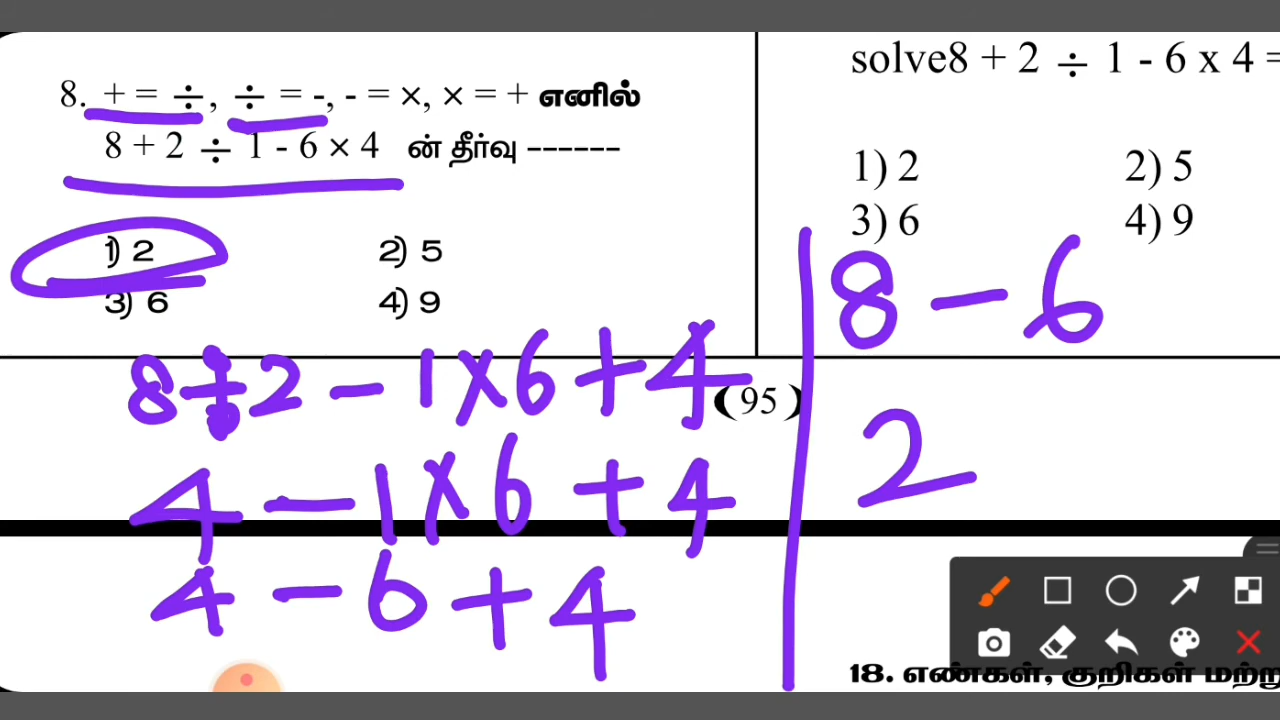 8. + = ÷, ÷ = -, - = ×, × = + எனில்
8 + 2 ÷ 1 - 6 × 4 ன் தீர்வு ------
1) 2 2) 5
3) 6 4) 9
solve8 + 2 ÷ 1 - 6 x 4 =
1) 2 2) 5
3) 6 4) 9
8 ÷ 2 - 1 × 6 + 4
(95)
4 - 1 × 6 + 4
4 - 6 + 4
8 - 6
2
18. எண்கள், குறிகள்